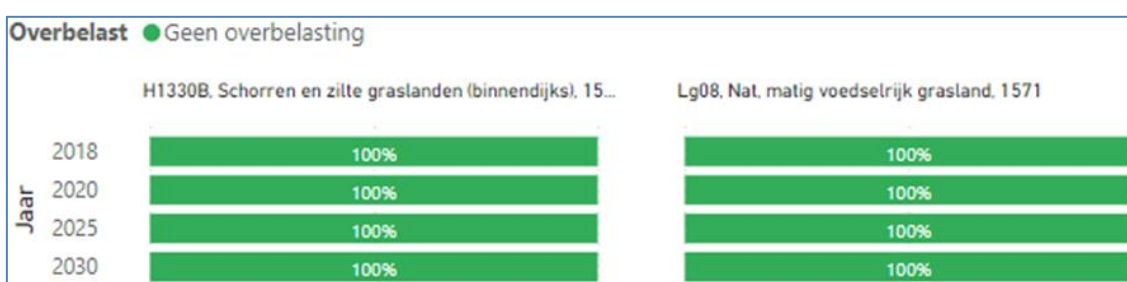 Overbelast Geen overbelasting
H1330B, Schorren en zilte graslanden (binnendijks), 15... Lg08, Nat, matig voedselrijk grasland, 1571
Jaar
2018 100% 100%
2020 100% 100%
2025 100% 100%
2030 100% 100%